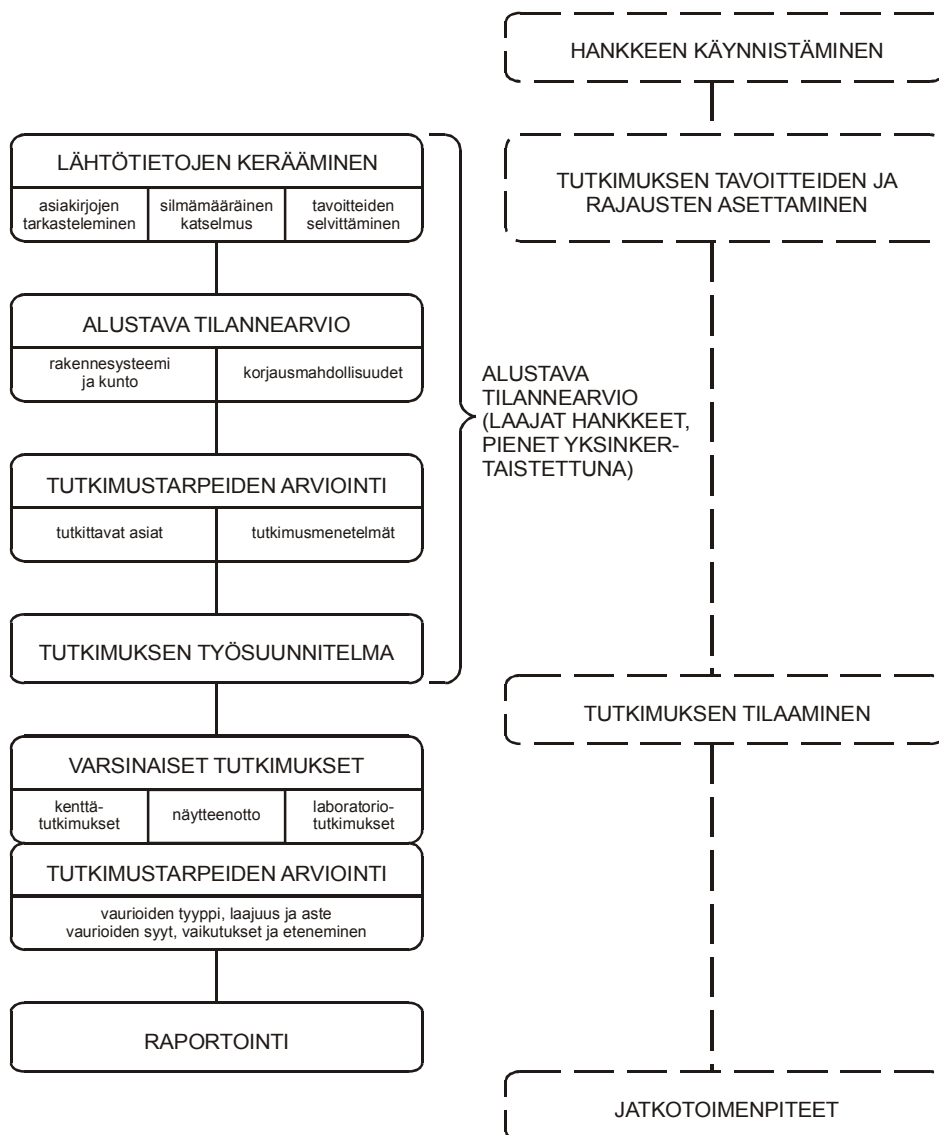 HANKKEEN KÄYNNISTÄMINEN
LÄHTÖTIETOJEN KERÄÄMINEN
asiakirjojen
tarkasteleminen
silmämääräinen
katselmus
tavoitteiden
selvittäminen
TUTKIMUKSEN TAVOITTEIDEN JA
RAJAUSTEN ASETTAMINEN
ALUSTAVA TILANNEARVIO
rakennesysteemi
ja kunto
korjausmahdollisuudet
ALUSTAVA
TILANNEARVIO
(LAAJAT HANKKEET,
PIENET YKSINKER-
TAISTETTUNA)
TUTKIMUSTARPEIDEN ARVIOINTI
tutkittavat asiat
tutkimusmenetelmät
TUTKIMUKSEN TYÖSUUNNITELMA
TUTKIMUKSEN TILAAMINEN
VARSINAISET TUTKIMUKSET
kenttä-
tutkimukset
näytteenotto
laboratorio-
tutkimukset
TUTKIMUSTARPEIDEN ARVIOINTI
vaurioiden tyyppi, laajuus ja aste
vaurioiden syyt, vaikutukset ja eteneminen
RAPORTOINTI
JATKOTOIMENPITEET